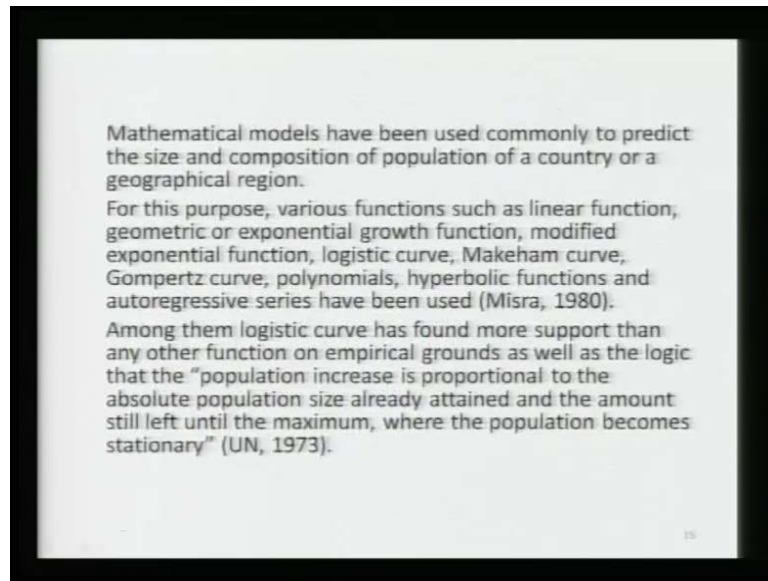 Mathematical models have been used commonly to predict
the size and composition of population of a country or a
geographical region.
For this purpose, various functions such as linear function,
geometric or exponential growth function, modified
exponential function, logistic curve, Makeham curve,
Gompertz curve, polynomials, hyperbolic functions and
autoregressive series have been used (Misra, 1980).
Among them logistic curve has found more support than
any other function on empirical grounds as well as the logic
that the “population increase is proportional to the
absolute population size already attained and the amount
still left until the maximum, where the population becomes
stationary” (UN, 1973).